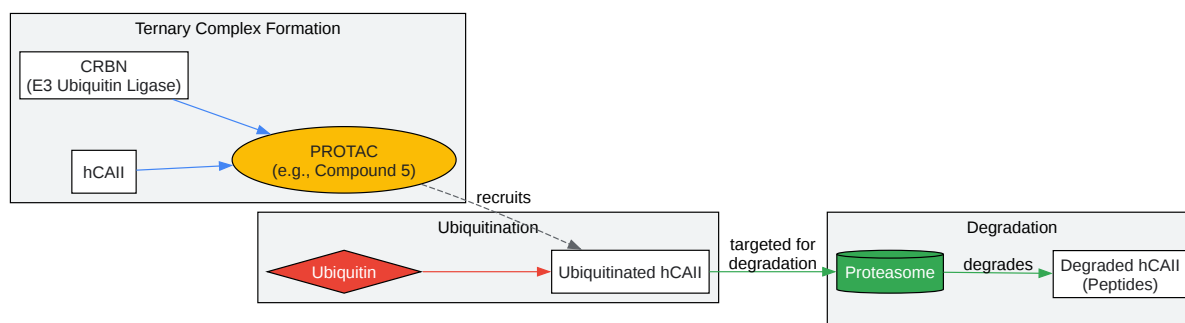 Ternary Complex Formation
CRBN
(E3 Ubiquitin Ligase)
hCAII
PROTAC
(e.g., Compound 5)
recruits
Ubiquitination
Ubiquitin
Ubiquitinated hCAII
targeted for
degradation
Degradation
Proteasome
degrades
Degraded hCAII
(Peptides)